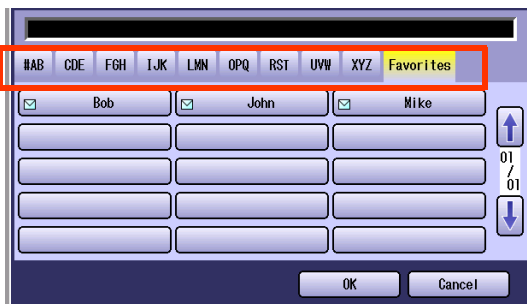 #AB CDE FGH IJK LMN OPQ RST UVW XYZ Favorites
Bob John Mike
01
/
01
OK Cancel